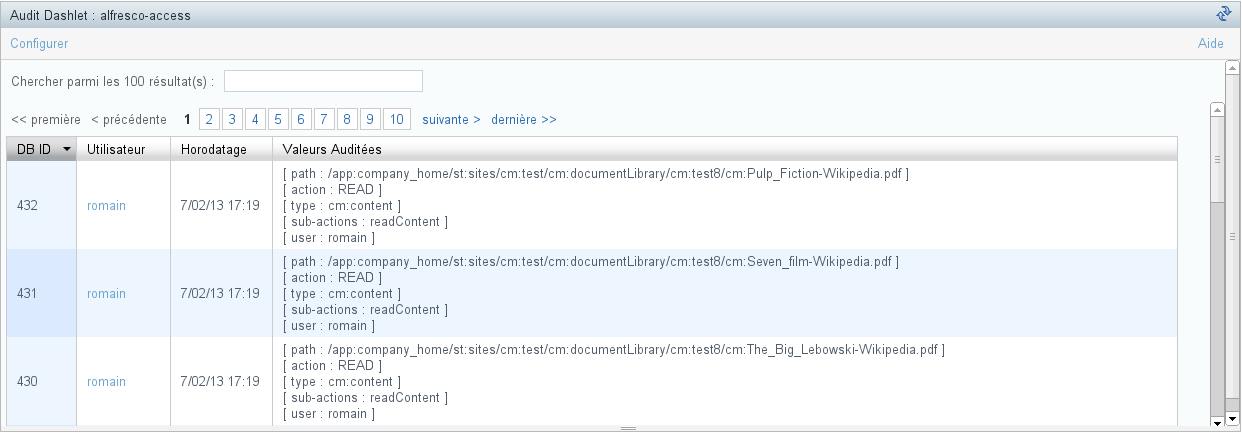 Audit Dashlet : alfresco-access
Configurer Aide
Chercher parmi les 100 résultat(s) :
<< première < précédente 1 2 3 4 5 6 7 8 9 10 suivante > dernière >>
DB ID Utilisateur Horodatage Valeurs Auditées
[ path : /app:company_home/st:sites/cm:test/cm:documentLibrary/cm:test8/cm:Pulp_Fiction-Wikipedia.pdf ]
[ action : READ ]
432 romain 7/02/13 17:19 [ type : cm:content ]
[ sub-actions : readContent ]
[ user : romain ]
[ path : /app:company_home/st:sites/cm:test/cm:documentLibrary/cm:test8/cm:Seven_film-Wikipedia.pdf ]
[ action : READ ]
431 romain 7/02/13 17:19 [ type : cm:content ]
[ sub-actions : readContent ]
[ user : romain ]
[ path : /app:company_home/st:sites/cm:test/cm:documentLibrary/cm:test8/cm:The_Big_Lebowski-Wikipedia.pdf ]
[ action : READ ]
430 romain 7/02/13 17:19 [ type : cm:content ]
[ sub-actions : readContent ]
[ user : romain ]